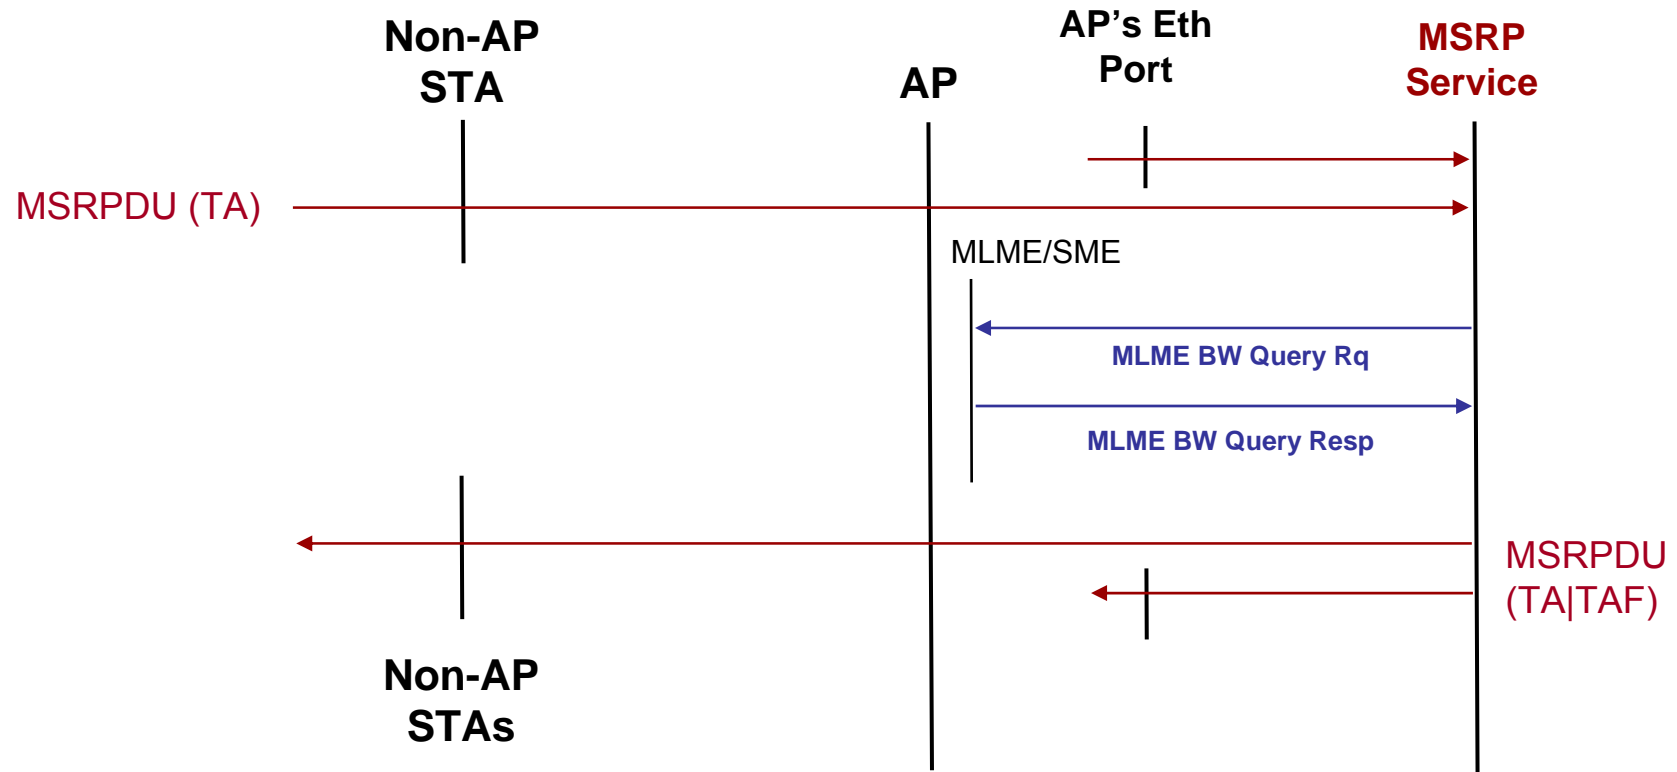 Non-AP
STA
AP
AP’s Eth
Port
MSRP
Service
MSRPDU (TA)
MLME/SME
MLME BW Query Rq
MLME BW Query Resp
MSRPDU
(TA|TAF)
Non-AP
STAs